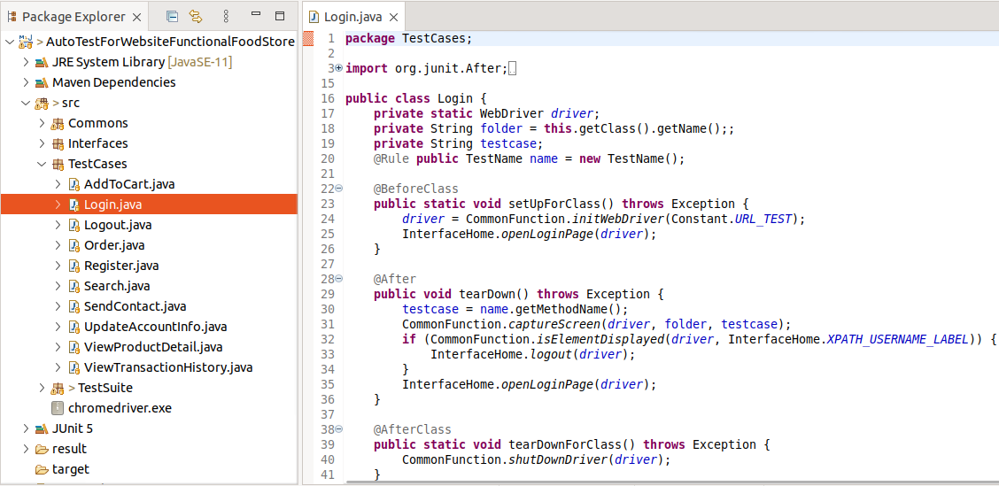 Package Explorer
> AutoTestForWebsiteFunctionalFoodStore
JRE System Library [JavaSE-11]
Maven Dependencies
> src
Commons
Interfaces
TestCases
AddToCart.java
Login.java
Logout.java
Order.java
Register.java
Search.java
SendContact.java
UpdateAccountInfo.java
ViewProductDetail.java
ViewTransactionHistory.java
> TestSuite
chromedriver.exe
JUnit 5
result
target
Login.java
1 package TestCases;
2
3 import org.junit.After;..
15
16 public class Login {
17 private static WebDriver driver;
18 private String folder = this.getClass().getName();;
19 private String testcase;
20 @Rule public TestName name = new TestName();
21
22 @BeforeClass
23 public static void setUpForClass() throws Exception {
24 driver = CommonFunction.initWebDriver(Constant.URL_TEST);
25 InterfaceHome.openLoginPage(driver);
26 }
27
28 @After
29 public void tearDown() throws Exception {
30 testcase = name.getMethodName();
31 CommonFunction.captureScreen(driver, folder, testcase);
32 if (CommonFunction.isElementDisplayed(driver, InterfaceHome.XPATH_USERNAME_LABEL)) {
33 InterfaceHome.logout(driver);
34 }
35 InterfaceHome.openLoginPage(driver);
36 }
37
38 @AfterClass
39 public static void tearDownForClass() throws Exception {
40 CommonFunction.shutDownDriver(driver);
41 }